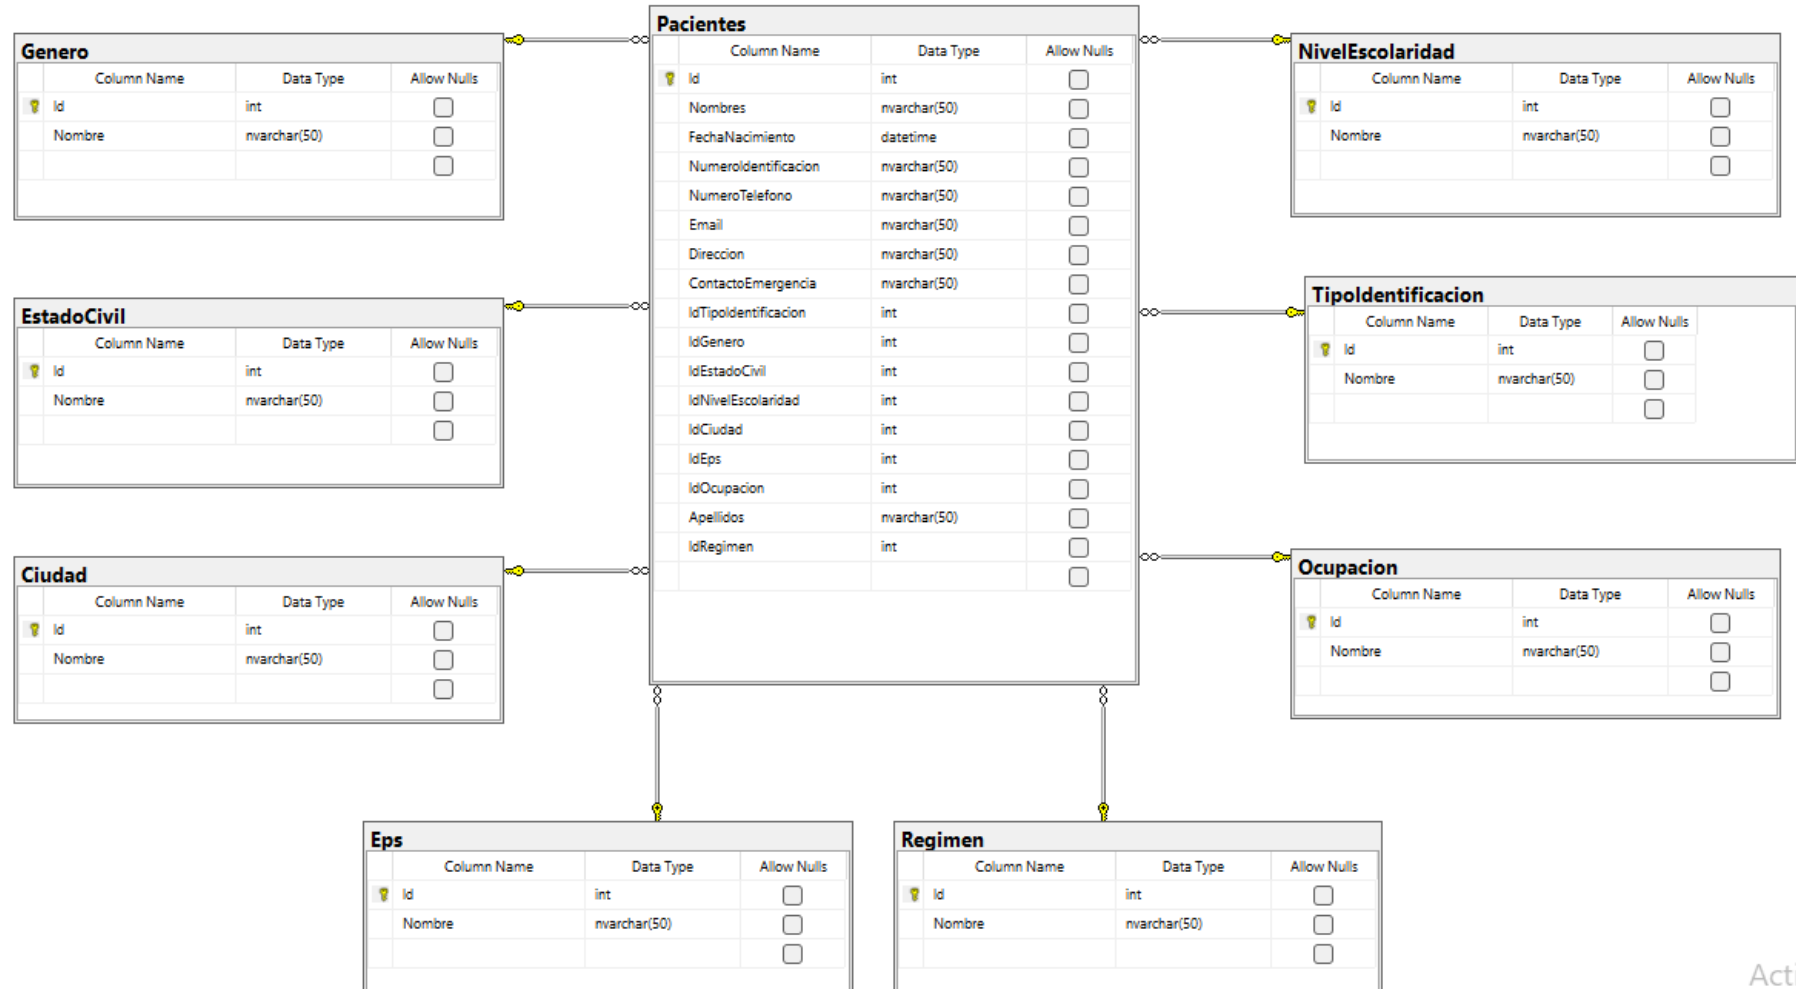 Genero
Column Name Data Type Allow Nulls
Id int
Nombre nvarchar(50)
EstadoCivil
Column Name Data Type Allow Nulls
Id int
Nombre nvarchar(50)
Ciudad
Column Name Data Type Allow Nulls
Id int
Nombre nvarchar(50)
Pacientes
Column Name Data Type Allow Nulls
Id int
Nombres nvarchar(50)
FechaNacimiento datetime
NumeroIdentificacion nvarchar(50)
NumeroTelefono nvarchar(50)
Email nvarchar(50)
Direccion nvarchar(50)
ContactoEmergencia nvarchar(50)
IdTipoIdentificacion int
IdGenero int
IdEstadoCivil int
IdNivelEscolaridad int
IdCiudad int
IdEps int
IdOcupacion int
Apellidos nvarchar(50)
IdRegimen int
NivelEscolaridad
Column Name Data Type Allow Nulls
Id int
Nombre nvarchar(50)
TipoIdentificacion
Column Name Data Type Allow Nulls
Id int
Nombre nvarchar(50)
Ocupacion
Column Name Data Type Allow Nulls
Id int
Nombre nvarchar(50)
Eps
Column Name Data Type Allow Nulls
Id int
Nombre nvarchar(50)
Regimen
Column Name Data Type Allow Nulls
Id int
Nombre nvarchar(50)